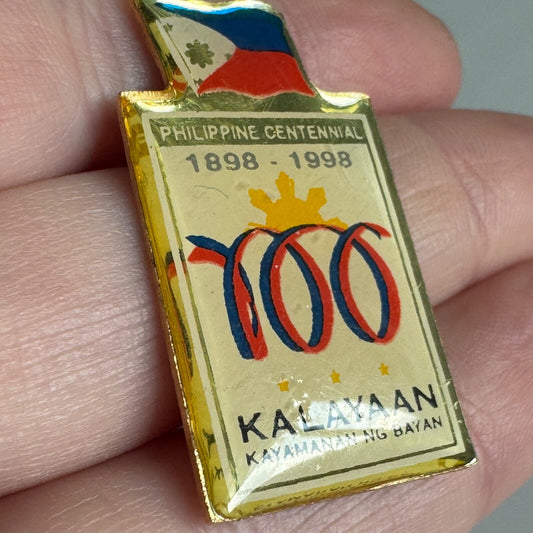 PHILIPPINE CENTENNIAL
1898 - 1998
100
KALAYAAN
KAYAMANAN NG BAYAN